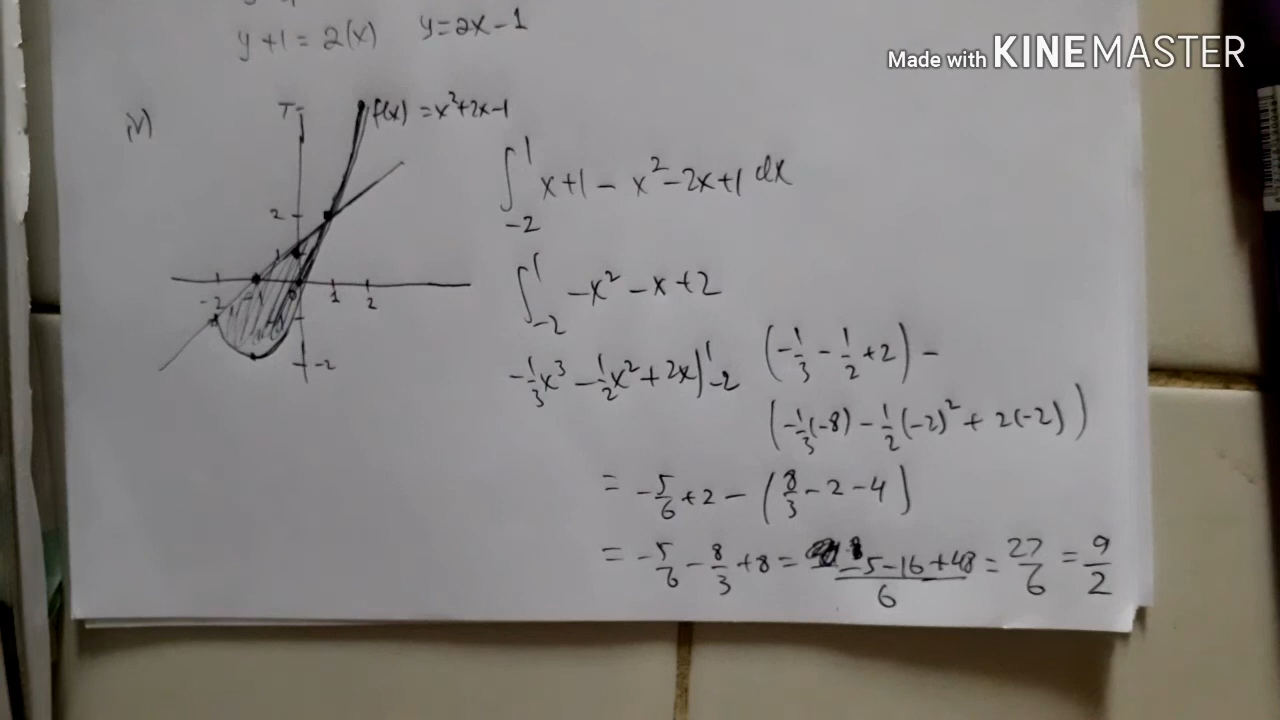 y+1 = 2(x) y=2x-1
Made with KINEMASTER
iv)
f(x) = x²+2x-1
∫₋₂¹ x+1 - x²-2x+1 dx
2
-2
1
2
-2
∫₋₂¹ -x² - x + 2
-1/3x³ - 1/2x² + 2x)¹₋₂ (-1/3 - 1/2 + 2) -
(-1/3(-8) - 1/2(-2)² + 2(-2))
= -5/6 + 2 - (8/3 - 2 - 4)
= -5/6 - 8/3 + 8 = -5-16+48/6 = 27/6 = 9/2